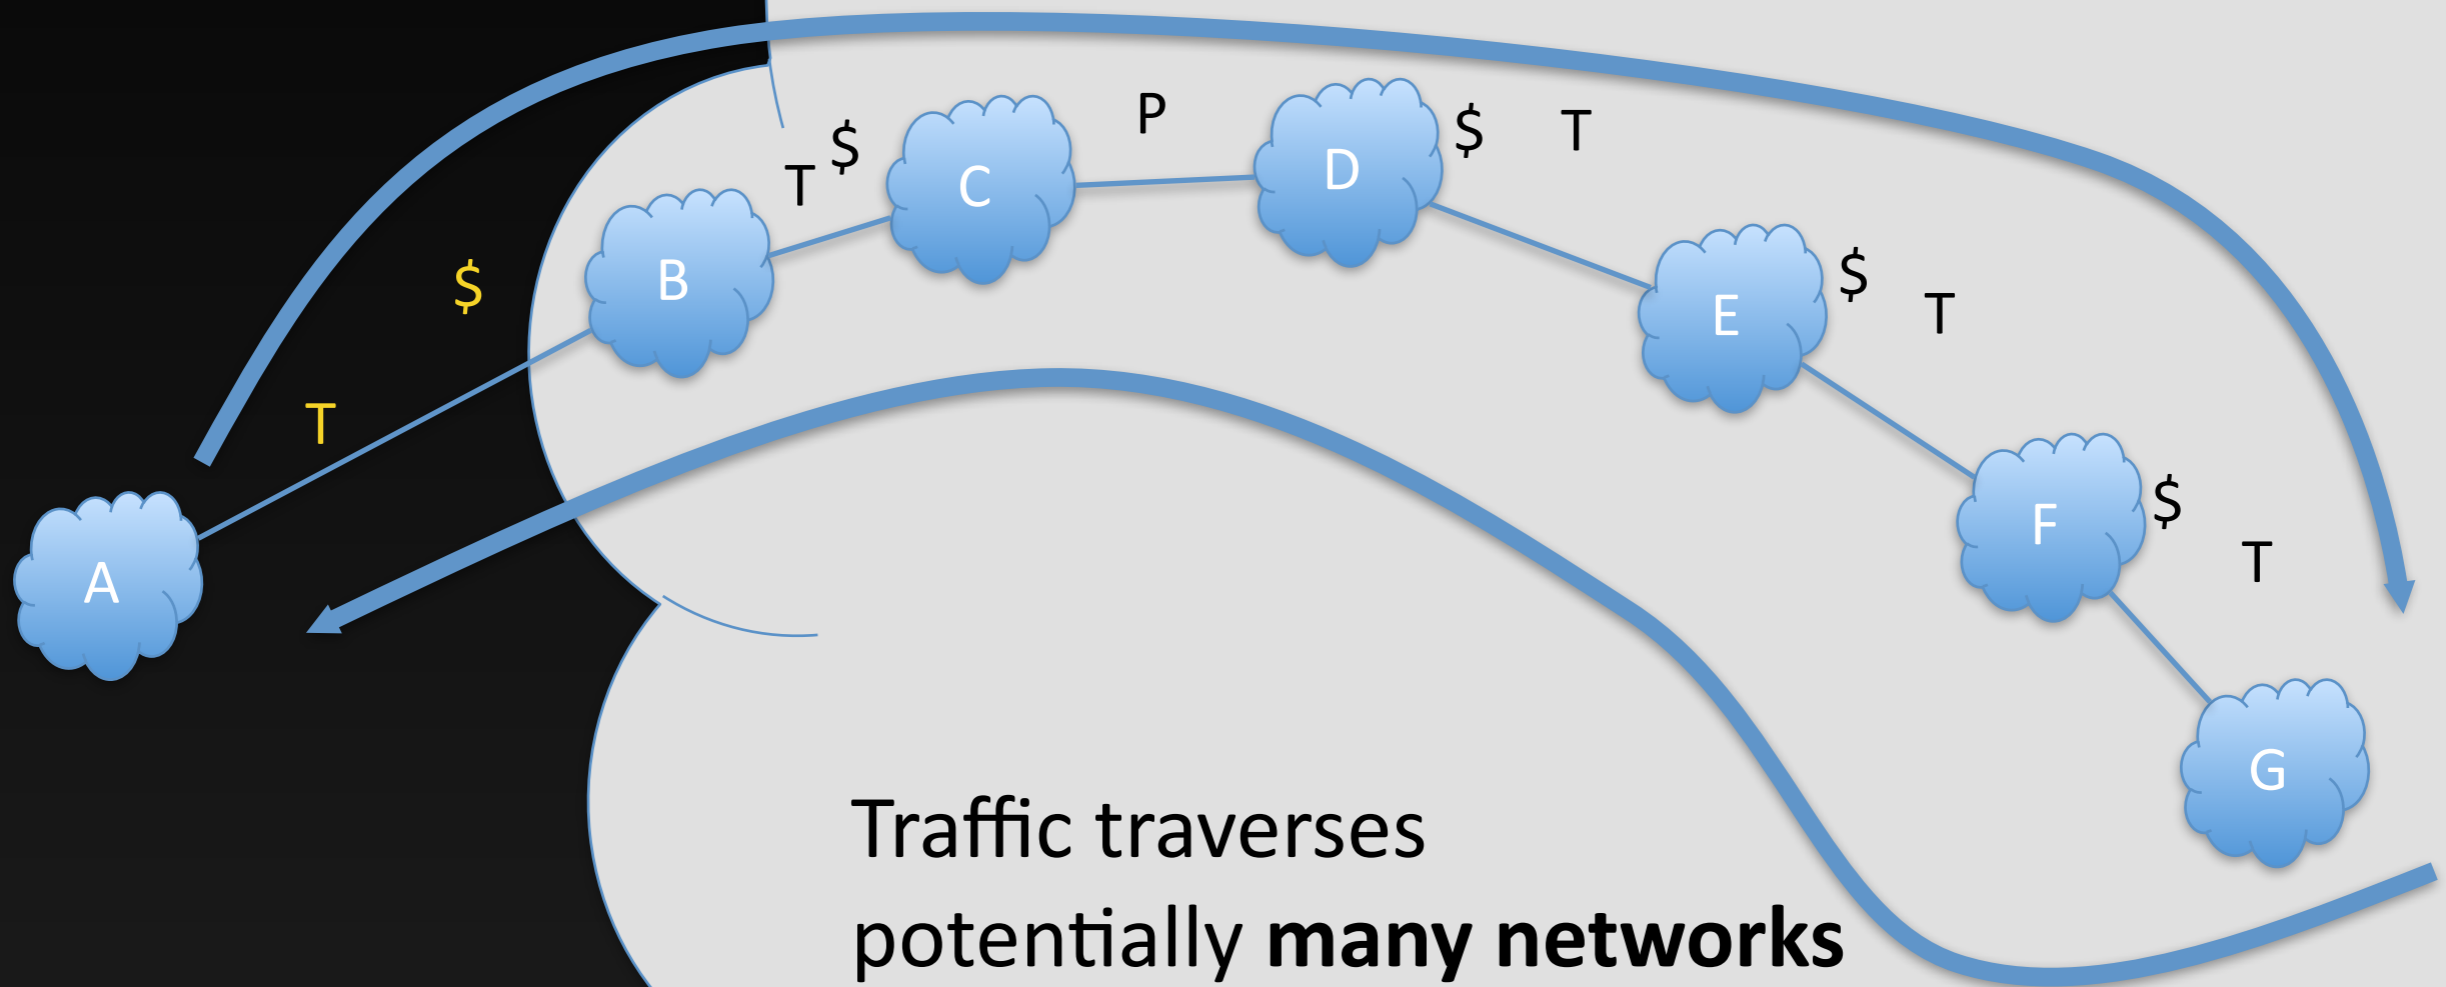 P
$ T
T $
C
D
B
$
$
T
E
T
$
T
F
A
T
G
Traffic traverses
potentially many networks